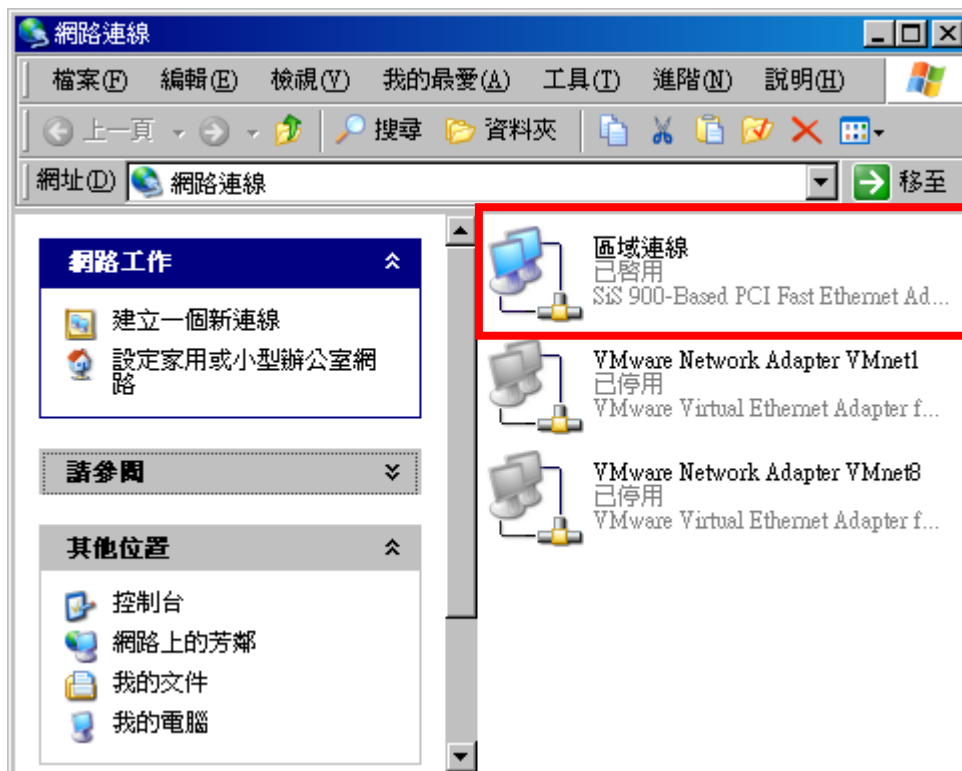 網路連線
檔案(F) 編輯(E) 檢視(V) 我的最愛(A) 工具(T) 進階(N) 說明(H)
上一頁 搜尋 資料夾
網址(D) 網路連線 移至
網路工作
建立一個新連線
設定家用或小型辦公室網
路
請參閱
其他位置
控制台
網路上的芳鄰
我的文件
我的電腦
區域連線
已啓用
SiS 900-Based PCI Fast Ethernet Ad...
VMware Network Adapter VMnet1
已停用
VMware Virtual Ethernet Adapter f...
VMware Network Adapter VMnet8
已停用
VMware Virtual Ethernet Adapter f...